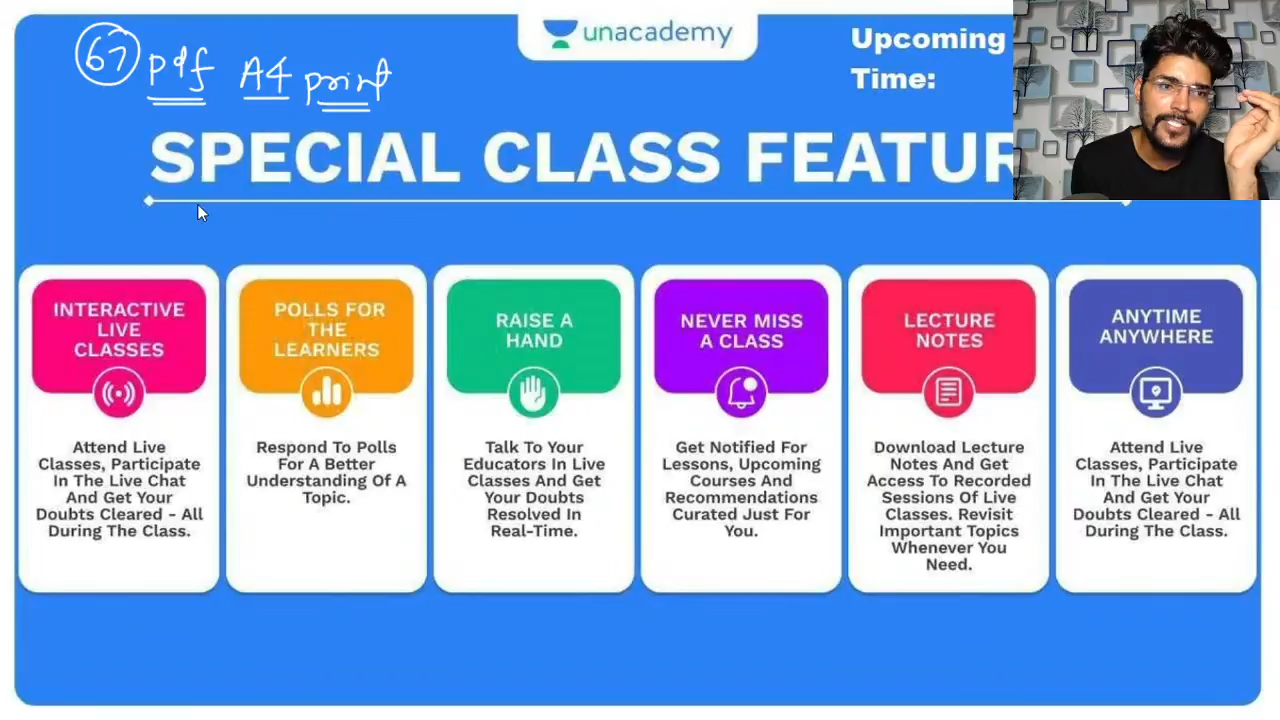 67 pdf A4 print
unacademy
Upcoming
Time:
SPECIAL CLASS FEATUR
INTERACTIVE
LIVE
CLASSES
Attend Live
Classes, Participate
In The Live Chat
And Get Your
Doubts Cleared - All
During The Class.
POLLS FOR
THE
LEARNERS
Respond To Polls
For A Better
Understanding Of A
Topic.
RAISE A
HAND
Talk To Your
Educators In Live
Classes And Get
Your Doubts
Resolved In
Real-Time.
NEVER MISS
A CLASS
Get Notified For
Lessons, Upcoming
Courses And
Recommendations
Curated Just For
You.
LECTURE
NOTES
Download Lecture
Notes And Get
Access To Recorded
Sessions Of Live
Classes. Revisit
Important Topics
Whenever You
Need.
ANYTIME
ANYWHERE
Attend Live
Classes, Participate
In The Live Chat
And Get Your
Doubts Cleared - All
During The Class.